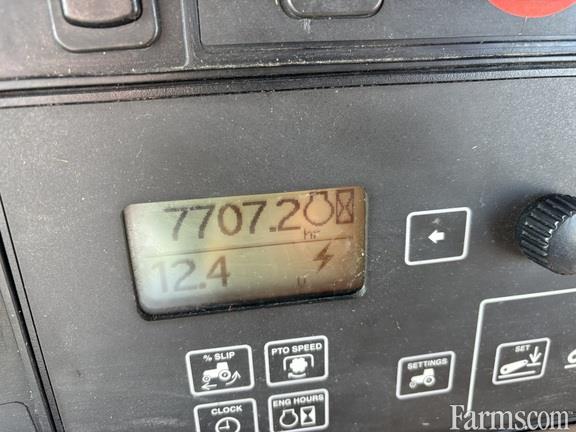 7707.2
hr
12.4
V
% SLIP
PTO SPEED
CLOCK
ENG HOURS
SETTINGS
SET
Farms.com